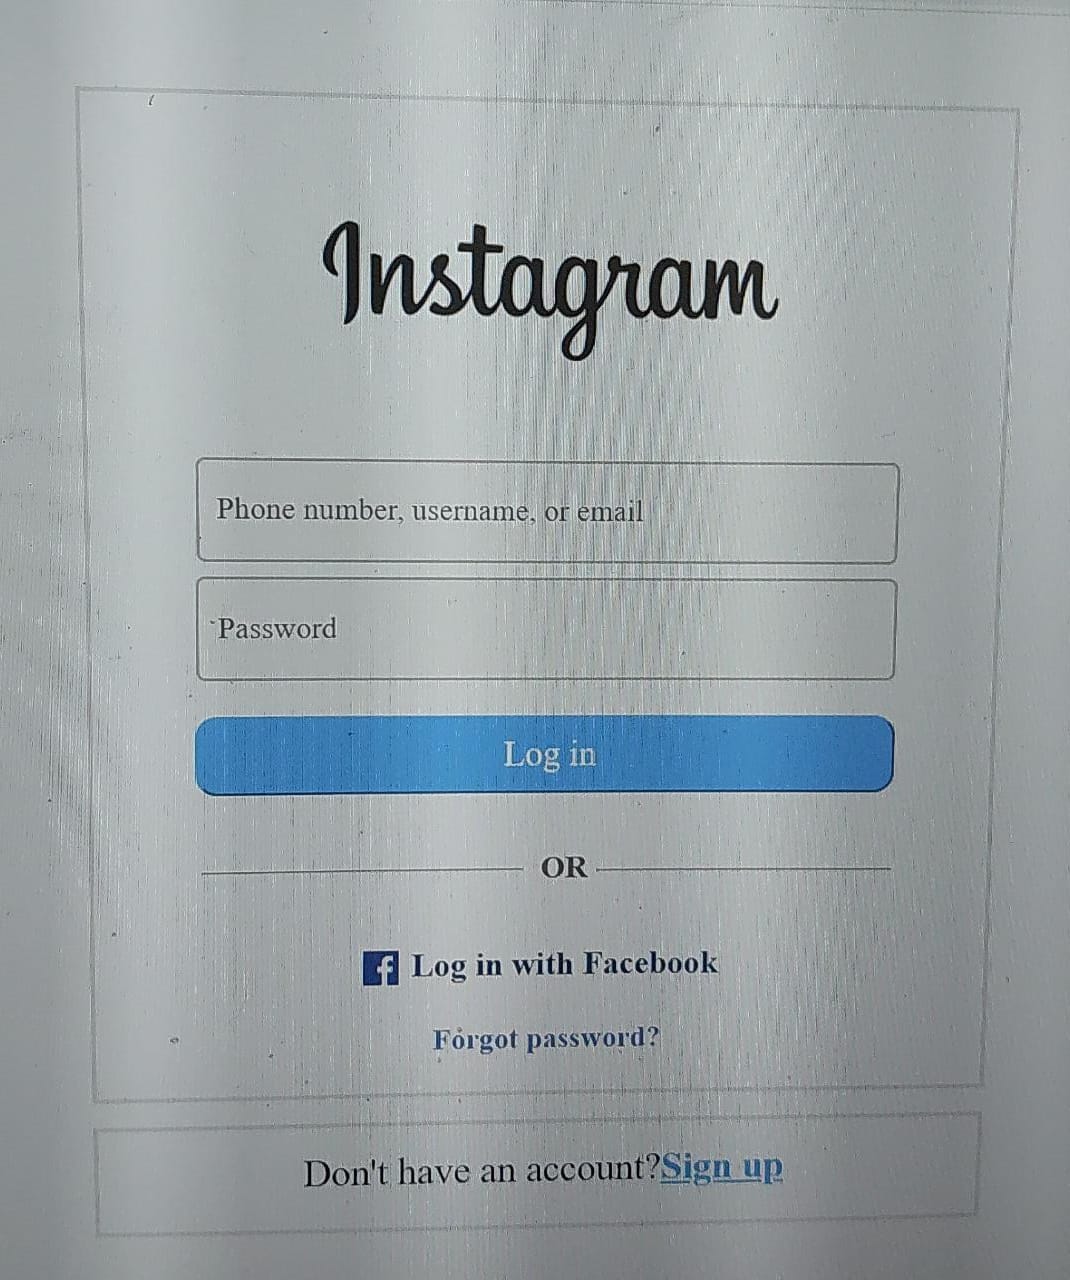 Instagram
Phone number, username, or email
Password
Log in
OR
Log in with Facebook
Forgot password?
Don't have an account?Sign up